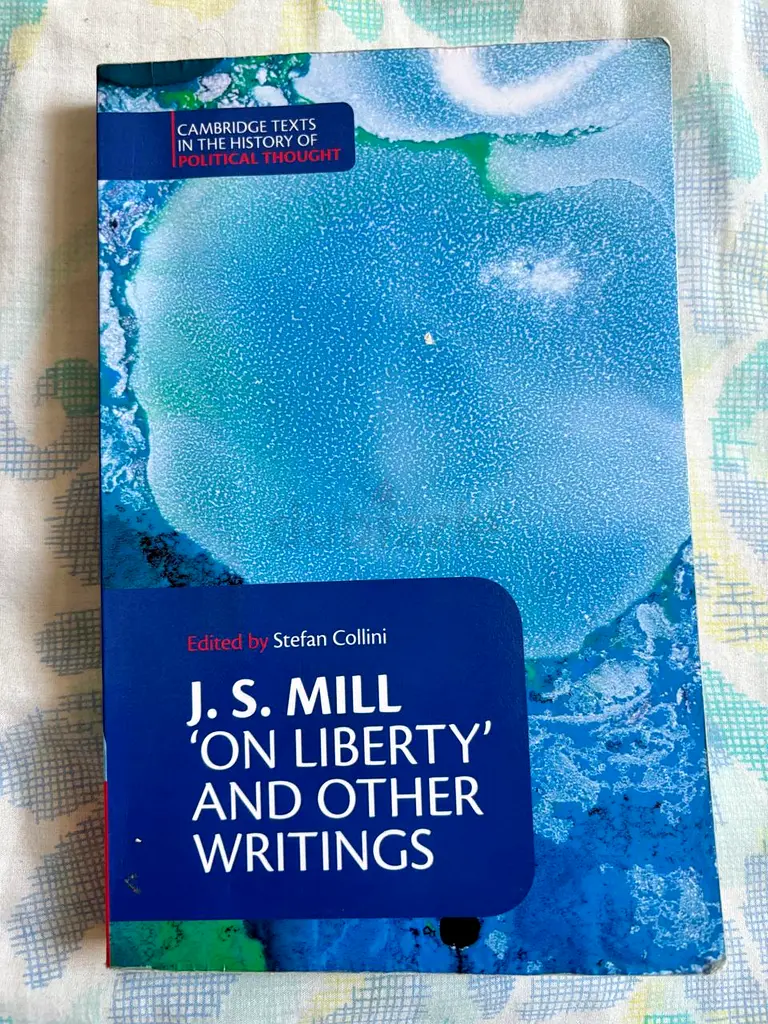 CAMBRIDGE TEXTS
IN THE HISTORY OF
POLITICAL THOUGHT
Edited by Stefan Collini
J. S. MILL
‘ON LIBERTY’
AND OTHER
WRITINGS